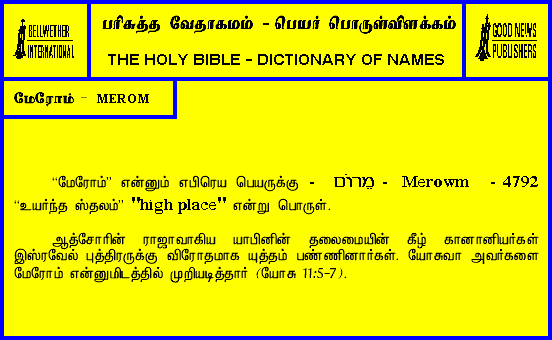 BELLWETHER
INTERNATIONAL
பரிசுத்த வேதாகமம் - பெயர் பொருள்விளக்கம்
THE HOLY BIBLE - DICTIONARY OF NAMES
GOOD NEWS
PUBLISHERS
மேரோம் - MEROM
“மேரோம்” என்னும் எபிரெய பெயருக்கு - מֵרוֹם - Merowm - 4792
“உயர்ந்த ஸ்தலம்” "high place" என்று பொருள்.
ஆத்சோரின் ராஜாவாகிய யாபினின் தலைமையின் கீழ் கானானியர்கள்
இஸ்ரவேல் புத்திரருக்கு விரோதமாக யுத்தம் பண்ணினார்கள். யோசுவா அவர்களை
மேரோம் என்னுமிடத்தில் முறியடித்தார் (யோசு 11:5-7).